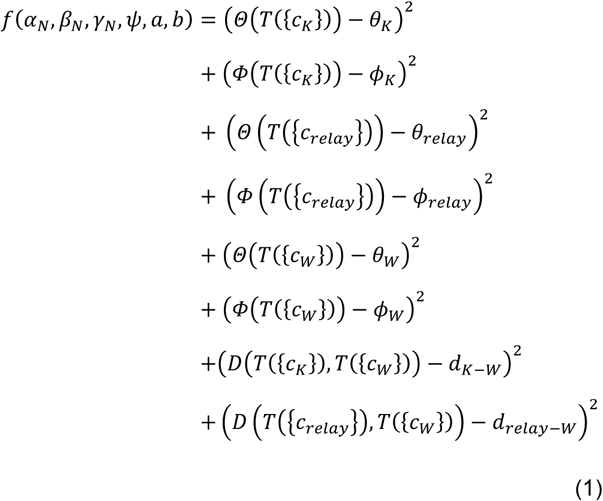 f(α_N, β_N, γ_N, ψ, a, b) = (Θ(T({c_K})) − θ_K)²
+ (Φ(T({c_K})) − ϕ_K)²
+ (Θ(T({c_relay})) − θ_relay)²
+ (Φ(T({c_relay})) − ϕ_relay)²
+ (Θ(T({c_W})) − θ_W)²
+ (Φ(T({c_W})) − ϕ_W)²
+(D(T({c_K}), T({c_W})) − d_K−W)²
+ (D(T({c_relay}), T({c_W})) − d_relay−W)²
(1)